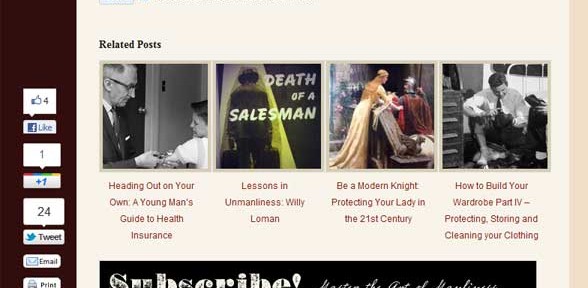 Related Posts
4
Like
1
+1
24
Tweet
Email
Print
DEATH
OF A
SALESMAN
Heading Out on Your
Own: A Young Man's
Guide to Health
Insurance
Lessons in
Unmanliness: Willy
Loman
Be a Modern Knight:
Protecting Your Lady in
the 21st Century
How to Build Your
Wardrobe Part IV –
Protecting, Storing and
Cleaning your Clothing
Subscribe! Master the Art of Manliness